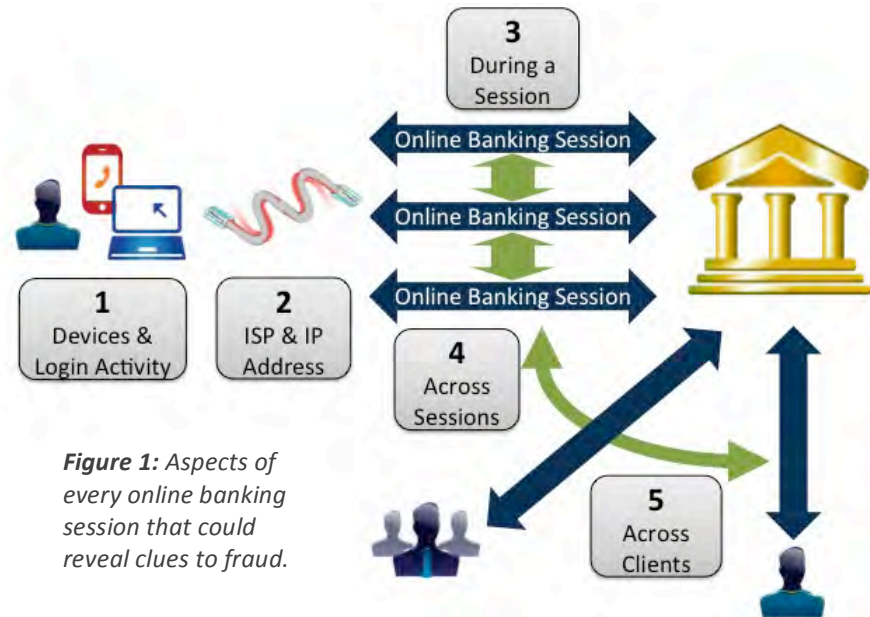 3
During a
Session
Online Banking Session
Online Banking Session
Online Banking Session
1
Devices &
Login Activity
2
ISP & IP
Address
4
Across
Sessions
Figure 1: Aspects of
every online banking
session that could
reveal clues to fraud.
5
Across
Clients